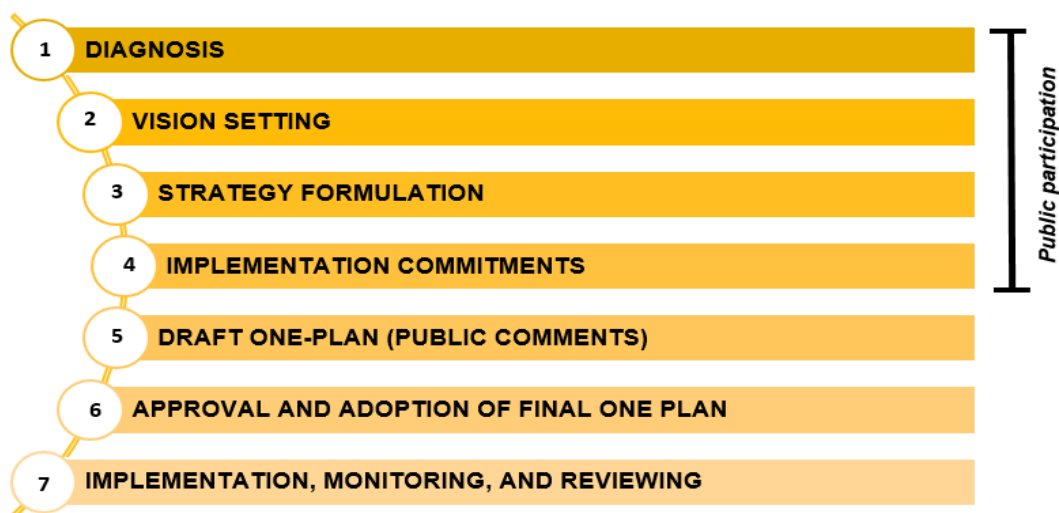 1 DIAGNOSIS
2 VISION SETTING
3 STRATEGY FORMULATION
4 IMPLEMENTATION COMMITMENTS
5 DRAFT ONE-PLAN (PUBLIC COMMENTS)
6 APPROVAL AND ADOPTION OF FINAL ONE PLAN
7 IMPLEMENTATION, MONITORING, AND REVIEWING
Public participation